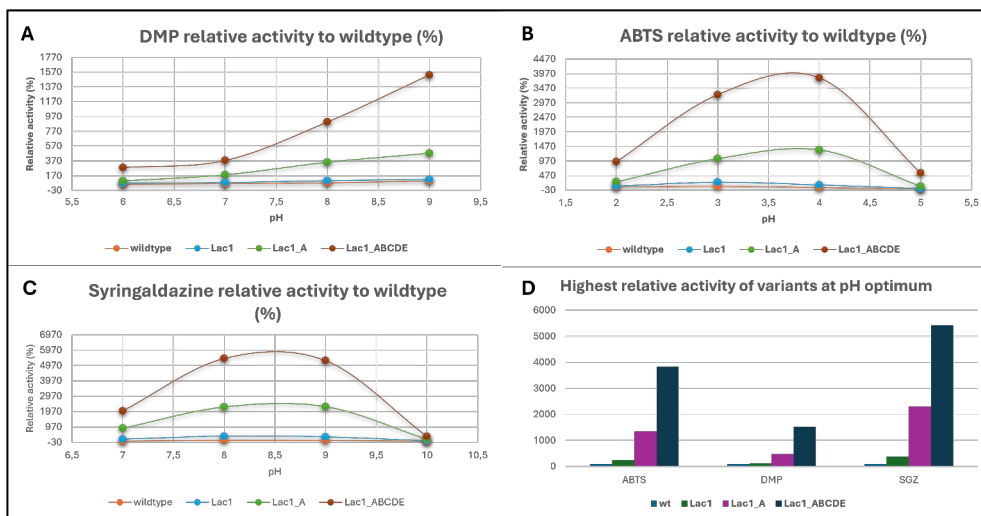 A
DMP relative activity to wildtype (%)
1770
1570
1370
1170
970
770
570
370
170
-30
Relative activity (%)
5,5
6
6,5
7
7,5
8
8,5
9
9,5
pH
wildtype
Lac1
Lac1_A
Lac1_ABCDE
B
ABTS relative activity to wildtype (%)
4470
3970
3470
2970
2470
1970
1470
970
470
-30
Relative activity (%)
1,5
2
2,5
3
3,5
4
4,5
5
5,5
pH
wildtype
Lac1
Lac1_A
Lac1_ABCDE
C
Syringaldazine relative activity to wildtype
(%)
6970
5970
4970
3970
2970
1970
970
-30
Relative activity (%)
6,5
7
7,5
8
8,5
9
9,5
10
10,5
pH
wildtype
Lac1
Lac1_A
Lac1_ABCDE
D
Highest relative activity of variants at pH optimum
6000
5000
4000
3000
2000
1000
0
ABTS
DMP
SGZ
wt
Lac1
Lac1_A
Lac1_ABCDE